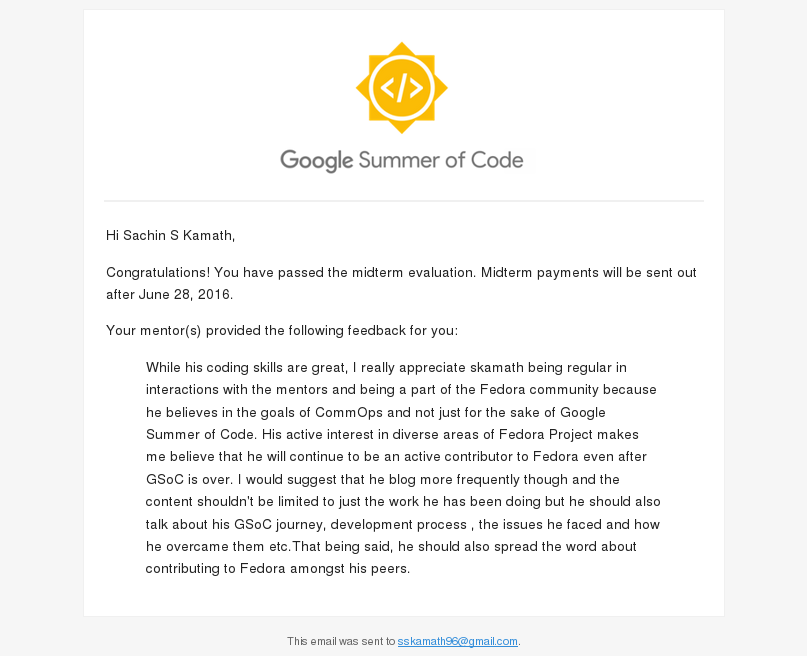 </>
Google Summer of Code
Hi Sachin S Kamath,
Congratulations! You have passed the midterm evaluation. Midterm payments will be sent out
after June 28, 2016.
Your mentor(s) provided the following feedback for you:
While his coding skills are great, I really appreciate skamath being regular in
interactions with the mentors and being a part of the Fedora community because
he believes in the goals of CommOps and not just for the sake of Google
Summer of Code. His active interest in diverse areas of Fedora Project makes
me believe that he will continue to be an active contributor to Fedora even after
GSoC is over. I would suggest that he blog more frequently though and the
content shouldn't be limited to just the work he has been doing but he should also
talk about his GSoC journey, development process , the issues he faced and how
he overcame them etc.That being said, he should also spread the word about
contributing to Fedora amongst his peers.
This email was sent to sskamath96@gmail.com.